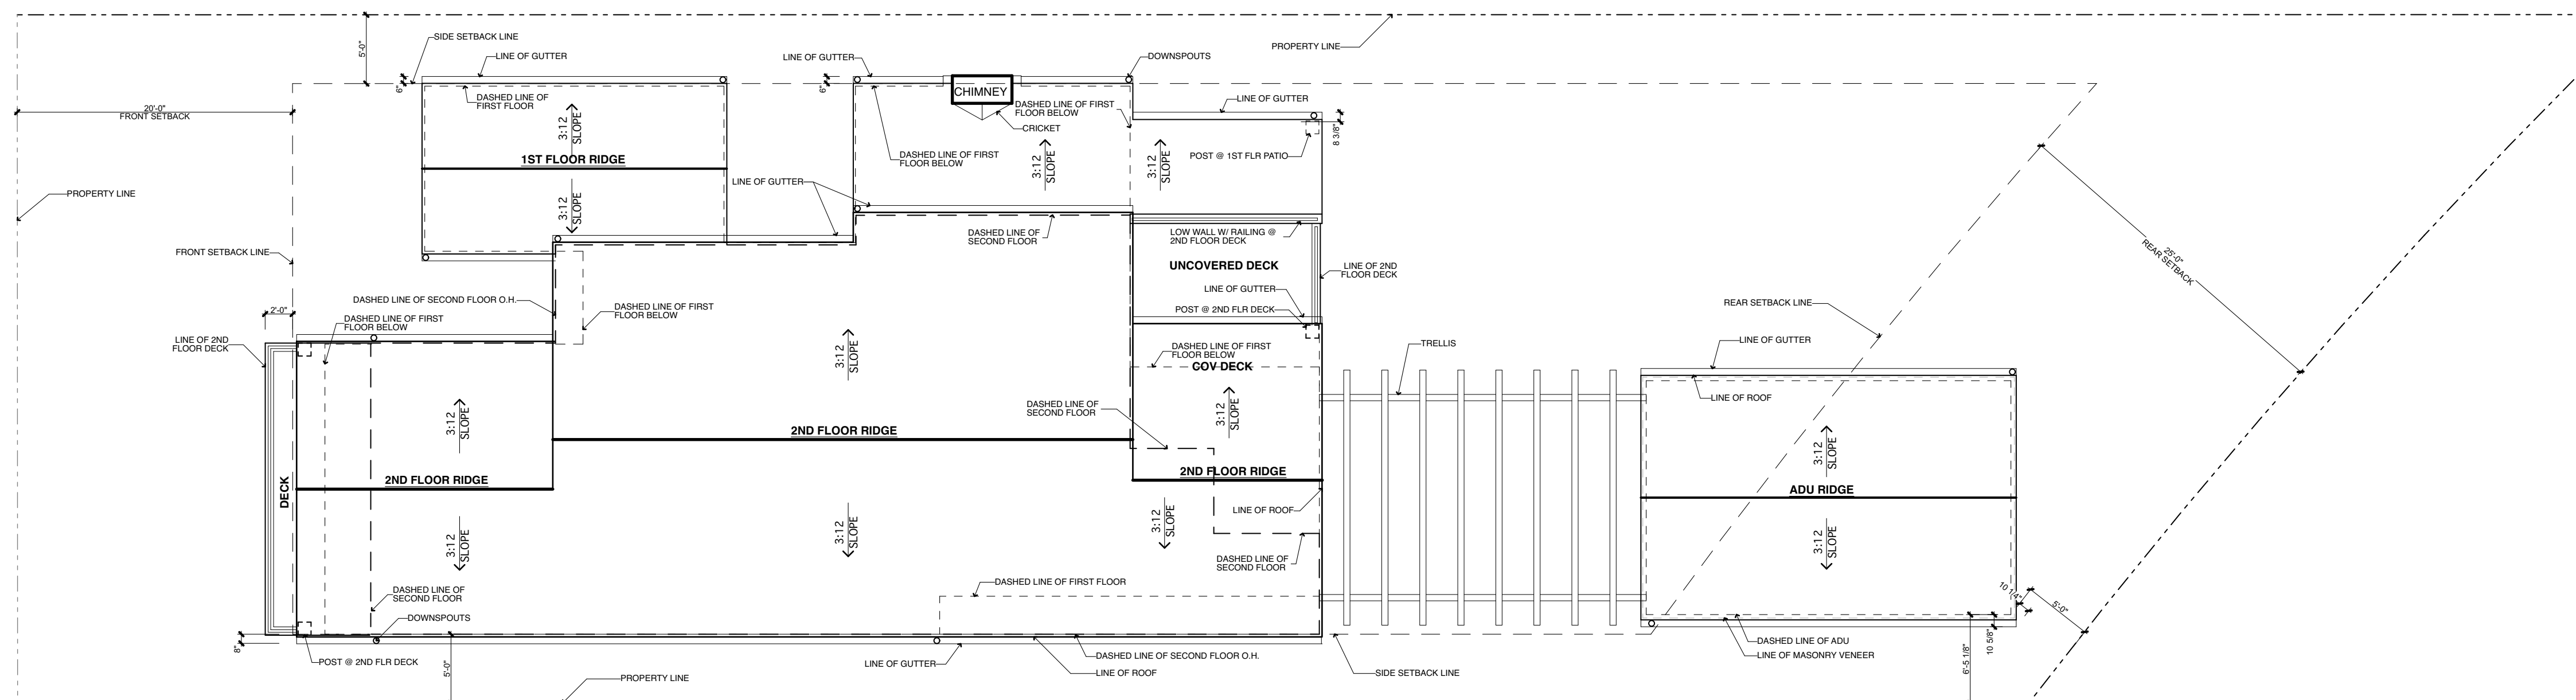 SIDE SETBACK LINE
5'-0"
LINE OF GUTTER
LINE OF GUTTER
DOWNSPOUTS
PROPERTY LINE
6"
6"
20'-0"
FRONT SETBACK
DASHED LINE OF
FIRST FLOOR
CHIMNEY
DASHED LINE OF FIRST
FLOOR BELOW
LINE OF GUTTER
CRICKET
8 3/8"
3:12
SLOPE
1ST FLOOR RIDGE
DASHED LINE OF FIRST
FLOOR BELOW
3:12
SLOPE
3:12
SLOPE
POST @ 1ST FLR PATIO
LINE OF GUTTER
PROPERTY LINE
3:12
SLOPE
DASHED LINE OF
SECOND FLOOR
LOW WALL W/ RAILING @
2ND FLOOR DECK
FRONT SETBACK LINE
UNCOVERED DECK
LINE OF 2ND
FLOOR DECK
25'-0"
REAR SETBACK
LINE OF GUTTER
DASHED LINE OF SECOND FLOOR O.H.
DASHED LINE OF FIRST
FLOOR BELOW
POST @ 2ND FLR DECK
REAR SETBACK LINE
2'-0"
DASHED LINE OF FIRST
FLOOR BELOW
LINE OF 2ND
FLOOR DECK
3:12
SLOPE
DASHED LINE OF FIRST
FLOOR BELOW
COV DECK
TRELLIS
LINE OF GUTTER
LINE OF ROOF
3:12
SLOPE
DASHED LINE OF
SECOND FLOOR
3:12
SLOPE
2ND FLOOR RIDGE
3:12
SLOPE
2ND FLOOR RIDGE
DECK
2ND FLOOR RIDGE
ADU RIDGE
LINE OF ROOF
3:12
SLOPE
3:12
SLOPE
3:12
SLOPE
3:12
SLOPE
DASHED LINE OF
SECOND FLOOR
DASHED LINE OF FIRST FLOOR
DASHED LINE OF
SECOND FLOOR
10 1/4"
5'-0"
DOWNSPOUTS
8"
POST @ 2ND FLR DECK
5'-0"
LINE OF GUTTER
DASHED LINE OF SECOND FLOOR O.H.
LINE OF ROOF
SIDE SETBACK LINE
DASHED LINE OF ADU
LINE OF MASONRY VENEER
6'-5 1/8"
10 5/8"
PROPERTY LINE